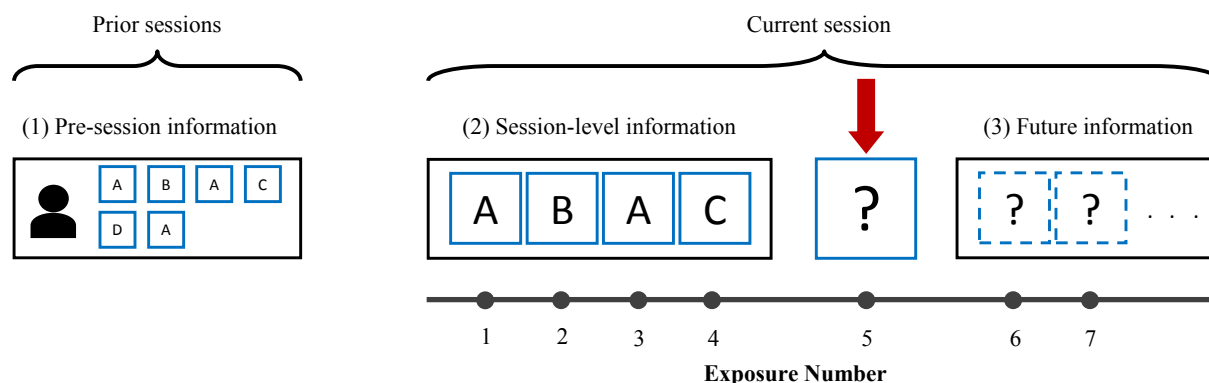 Prior sessions
Current session
(1) Pre-session information
(2) Session-level information
(3) Future information
A B A C
D A
A B A C
?
? ? . . .
1 2 3 4 5 6 7
Exposure Number